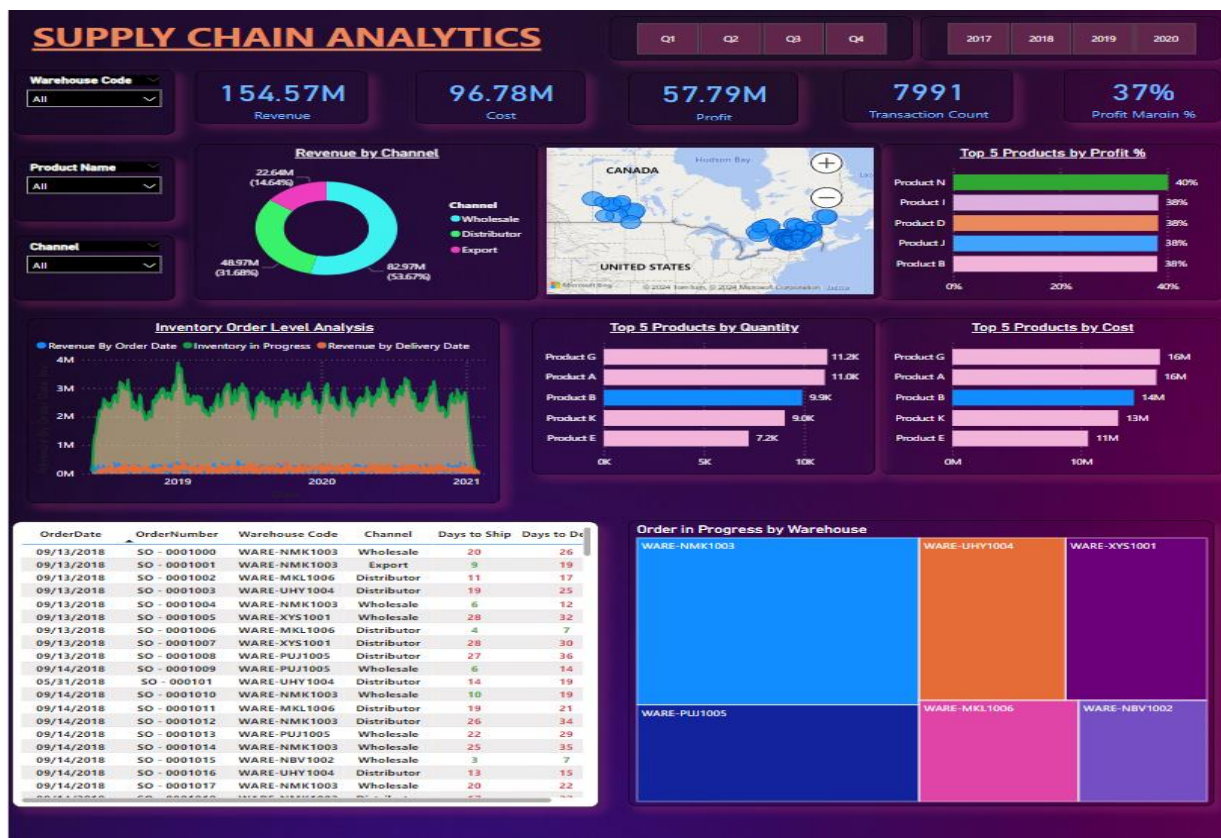 SUPPLY CHAIN ANALYTICS
Q1 Q2 Q3 Q4
2017 2018 2019 2020
Warehouse Code
All
154.57M
Revenue
96.78M
Cost
57.79M
Profit
7991
Transaction Count
37%
Profit Margin %
Product Name
All
Channel
All
Revenue by Channel
22.64M
(14.64%)
48.97M
(31.68%)
82.97M
(53.67%)
Channel
Wholesale
Distributor
Export
Hudson Bay
CANADA
UNITED STATES
Microsoft Bing
© 2024 TomTom, © 2024 Microsoft Corporation
Top 5 Products by Profit %
Product N 40%
Product I 38%
Product D 38%
Product J 38%
Product B 38%
0% 20% 40%
Inventory Order Level Analysis
Revenue By Order Date Inventory in Progress Revenue by Delivery Date
4M
3M
2M
1M
0M
2019 2020 2021
Top 5 Products by Quantity
Product G 11.2K
Product A 11.0K
Product B 9.9K
Product K 9.0K
Product E 7.2K
0K 5K 10K
Top 5 Products by Cost
Product G 16M
Product A 16M
Product B 14M
Product K 13M
Product E 11M
0M 10M
OrderDate OrderNumber Warehouse Code Channel Days to Ship Days to De
09/13/2018 SO - 0001000 WARE-NMK1003 Wholesale 20 26
09/13/2018 SO - 0001001 WARE-NMK1003 Export 9 19
09/13/2018 SO - 0001002 WARE-MKL1006 Distributor 11 17
09/13/2018 SO - 0001003 WARE-UHY1004 Distributor 19 25
09/13/2018 SO - 0001004 WARE-NMK1003 Wholesale 6 12
09/13/2018 SO - 0001005 WARE-XYS1001 Wholesale 28 32
09/13/2018 SO - 0001006 WARE-MKL1006 Distributor 4 7
09/13/2018 SO - 0001007 WARE-XYS1001 Distributor 28 30
09/13/2018 SO - 0001008 WARE-PUJ1005 Distributor 27 36
09/14/2018 SO - 0001009 WARE-PUJ1005 Wholesale 6 14
05/31/2018 SO - 000101 WARE-UHY1004 Distributor 14 19
09/14/2018 SO - 0001010 WARE-NMK1003 Wholesale 10 19
09/14/2018 SO - 0001011 WARE-MKL1006 Distributor 19 21
09/14/2018 SO - 0001012 WARE-NMK1003 Wholesale 26 34
09/14/2018 SO - 0001013 WARE-PUJ1005 Wholesale 22 29
09/14/2018 SO - 0001014 WARE-NMK1003 Wholesale 25 35
09/14/2018 SO - 0001015 WARE-NBV1002 Wholesale 3 7
09/14/2018 SO - 0001016 WARE-UHY1004 Distributor 13 15
09/14/2018 SO - 0001017 WARE-NMK1003 Wholesale 20 22
Order in Progress by Warehouse
WARE-NMK1003
WARE-UHY1004
WARE-XYS1001
WARE-PUJ1005
WARE-MKL1006
WARE-NBV1002